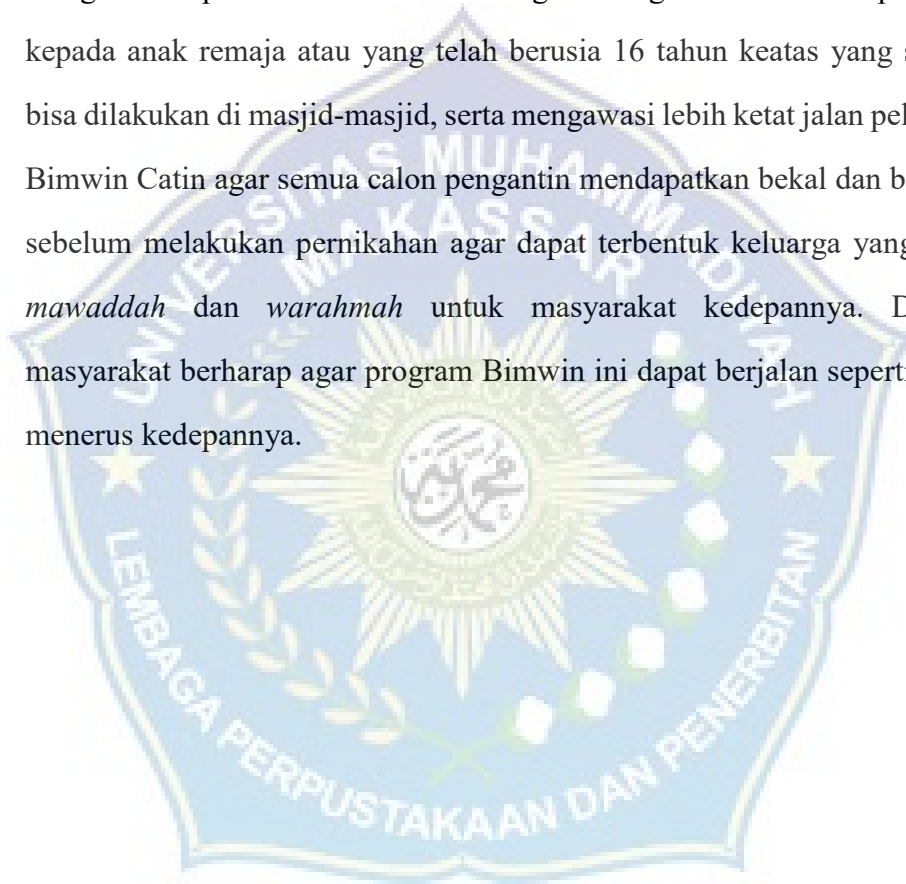 kepada anak remaja atau yang telah berusia 16 tahun keatas yang
bisa dilakukan di masjid-masjid, serta mengawasi lebih ketat jalan
Bimwin Catin agar semua calon pengantin mendapatkan bekal dan
sebelum melakukan pernikahan agar dapat terbentuk keluarga yang
mawaddah dan warahmah untuk masyarakat kedepannya.
masyarakat berharap agar program Bimwin ini dapat berjalan
menerus kedepannya.
UNIVERSITAS MUHAMMADIYAH
MAKASSAR
LEMBAGA PERPUSTAKAAN DAN PENERBITAN